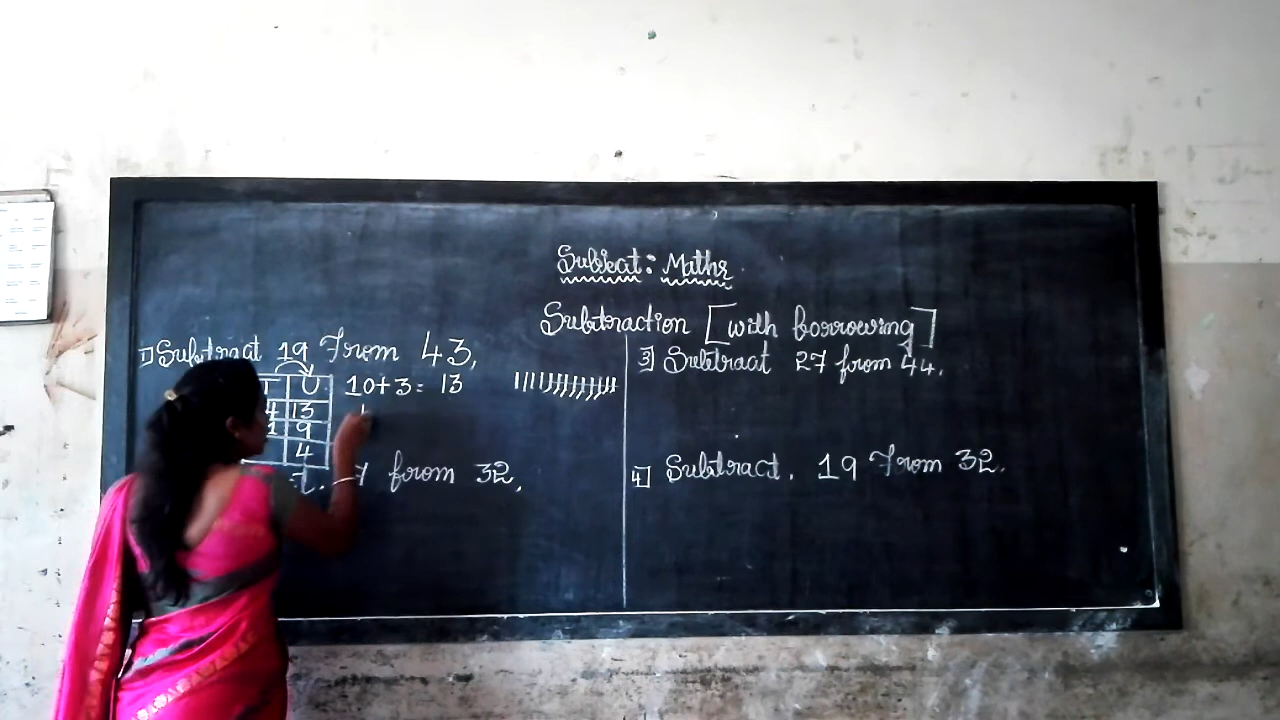 Subject: Maths
Subtraction [with borrowing]
1) Subtract 19 from 43,
T U
4 13
1 9
4
10+3 = 13
7 from 32,
3] Subtract 27 from 44.
4] Subtract. 19 from 32.